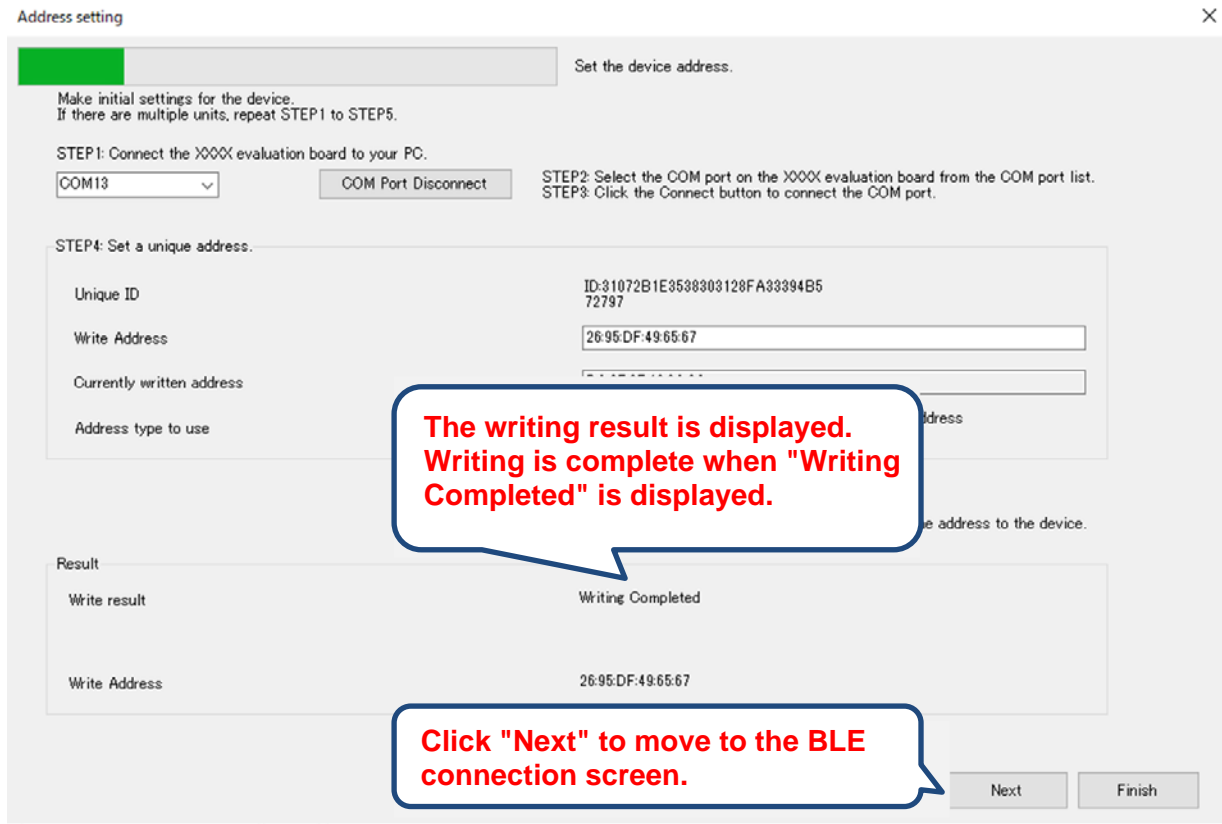 Address setting
Set the device address.
Make initial settings for the device.
If there are multiple units, repeat STEP1 to STEP5.
STEP1: Connect the XXXX evaluation board to your PC.
COM13
COM Port Disconnect
STEP2: Select the COM port on the XXXX evaluation board from the COM port list.
STEP3: Click the Connect button to connect the COM port.
STEP4: Set a unique address.
Unique ID
ID:31072B1E3538303128FA33394B5
72797
Write Address
26:95:DF:49:65:67
Currently written address
Address type to use
The writing result is displayed.
Writing is complete when "Writing
Completed" is displayed.
address to the device.
Result
Write result
Writing Completed
Write Address
26:95:DF:49:65:67
Click "Next" to move to the BLE
connection screen.
Next
Finish